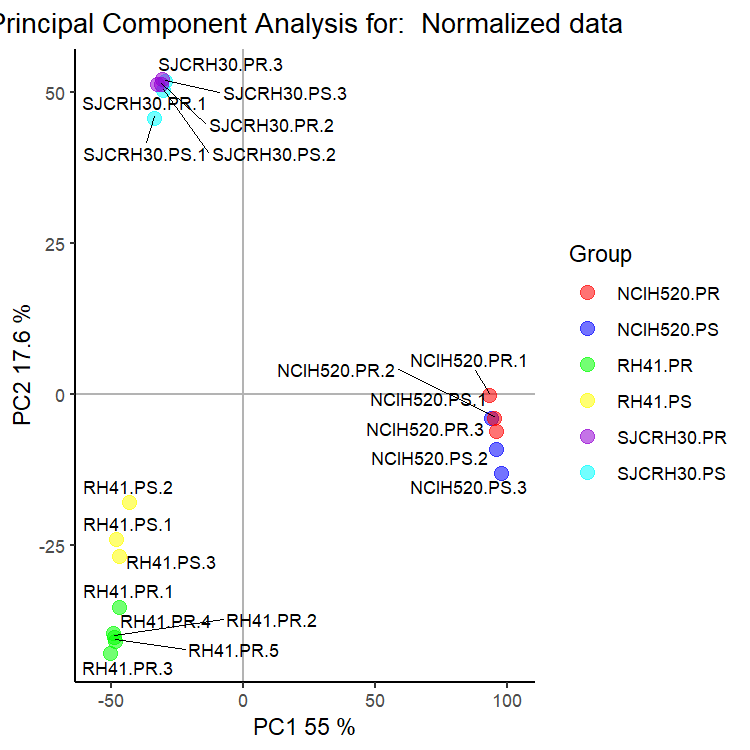 Principal Component Analysis for:  Normalized data
SJCRH30.PR.3
50
SJCRH30.PS.3
SJCRH30.PR.1
SJCRH30.PR.2
SJCRH30.PS.1
SJCRH30.PS.2
25
Group
NCIH520.PR
NCIH520.PS
RH41.PR
RH41.PS
SJCRH30.PR
SJCRH30.PS
PC2 17.6 %
NCIH520.PR.1
NCIH520.PR.2
0
NCIH520.PS.1
NCIH520.PR.3
NCIH520.PS.2
NCIH520.PS.3
RH41.PS.2
RH41.PS.1
-25
RH41.PS.3
RH41.PR.1
RH41.PR.4
RH41.PR.2
RH41.PR.5
RH41.PR.3
-50
0
50
100
PC1 55 %